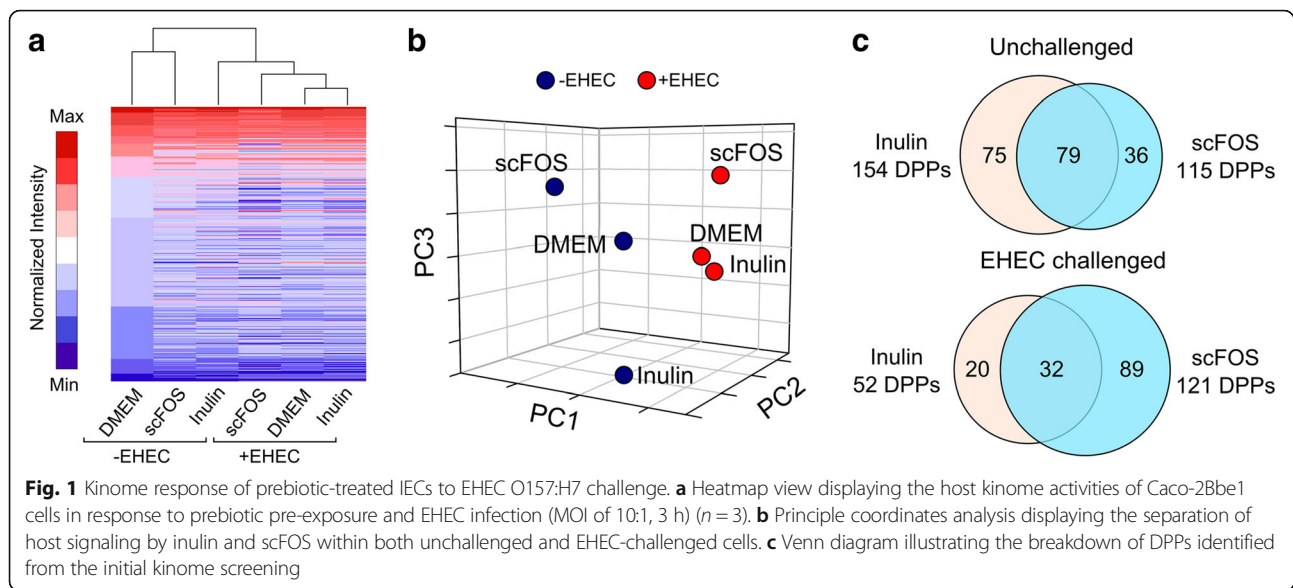 a
Max
Normalized Intensity
Min
DMEM
scFOS
Inulin
scFOS
DMEM
Inulin
-EHEC
+EHEC
b
-EHEC
+EHEC
scFOS
scFOS
DMEM
DMEM
Inulin
Inulin
PC3
PC1
PC2
c
Unchallenged
Inulin
154 DPPs
75
79
36
scFOS
115 DPPs
EHEC challenged
Inulin
52 DPPs
20
32
89
scFOS
121 DPPs
Fig. 1 Kinome response of prebiotic-treated IECs to EHEC O157:H7 challenge. a Heatmap view displaying the host kinome activities of Caco-2Bbe1
cells in response to prebiotic pre-exposure and EHEC infection (MOI of 10:1, 3 h) (n = 3). b Principle coordinates analysis displaying the separation of
host signaling by inulin and scFOS within both unchallenged and EHEC-challenged cells. c Venn diagram illustrating the breakdown of DPPs identified
from the initial kinome screening